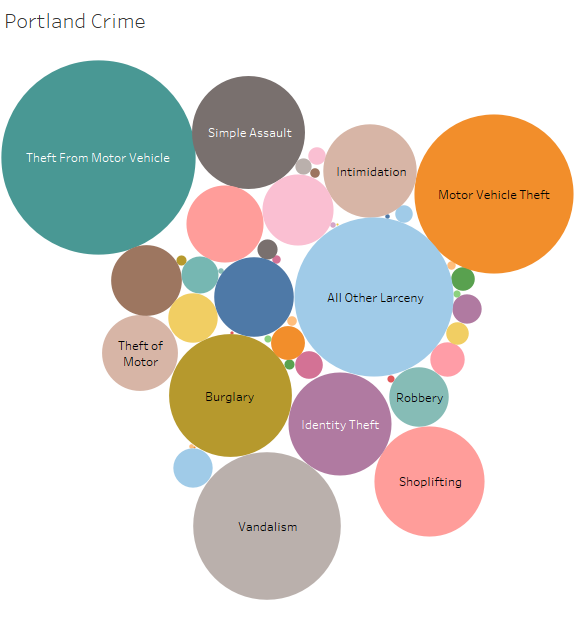 Portland Crime
Theft From Motor Vehicle
Simple Assault
Intimidation
Motor Vehicle Theft
All Other Larceny
Theft of
Motor
Burglary
Robbery
Identity Theft
Shoplifting
Vandalism